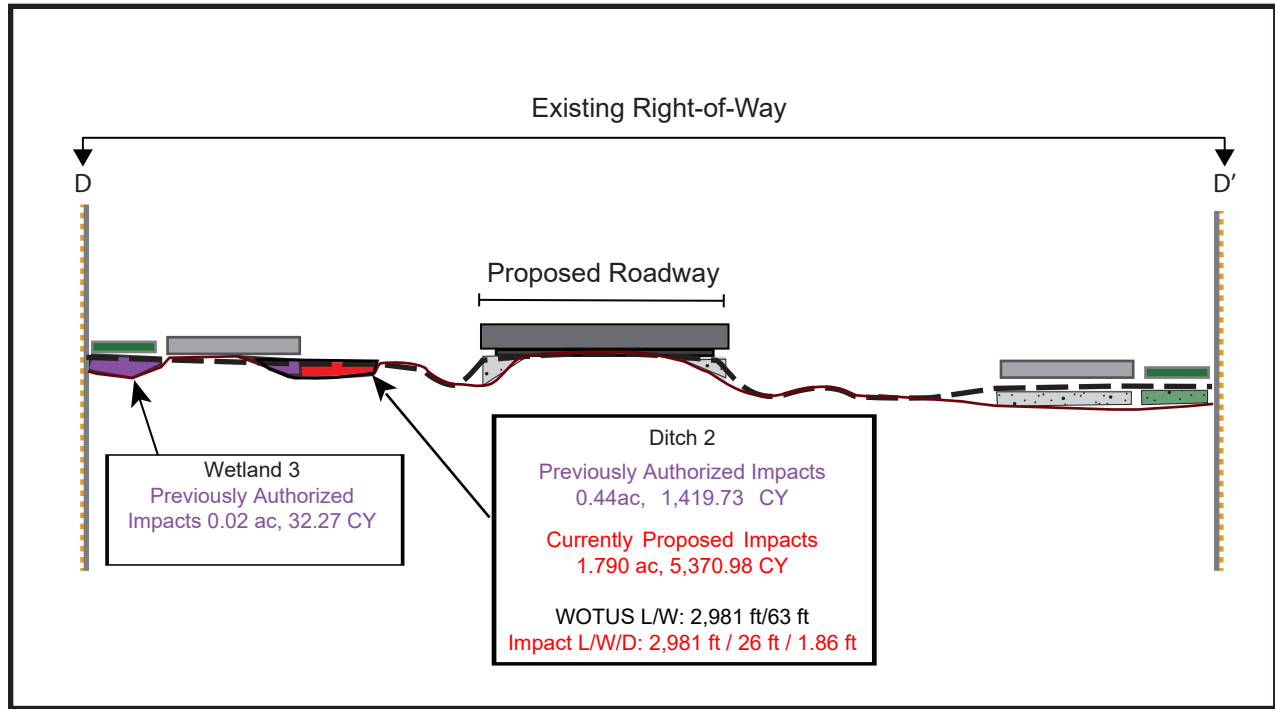 Existing Right-of-Way
D
D’
Proposed Roadway
Wetland 3
Previously Authorized
Impacts 0.02 ac, 32.27 CY
Ditch 2
Previously Authorized Impacts
0.44ac, 1,419.73 CY
Currently Proposed Impacts
1.790 ac, 5,370.98 CY
WOTUS L/W: 2,981 ft/63 ft
Impact L/W/D: 2,981 ft / 26 ft / 1.86 ft